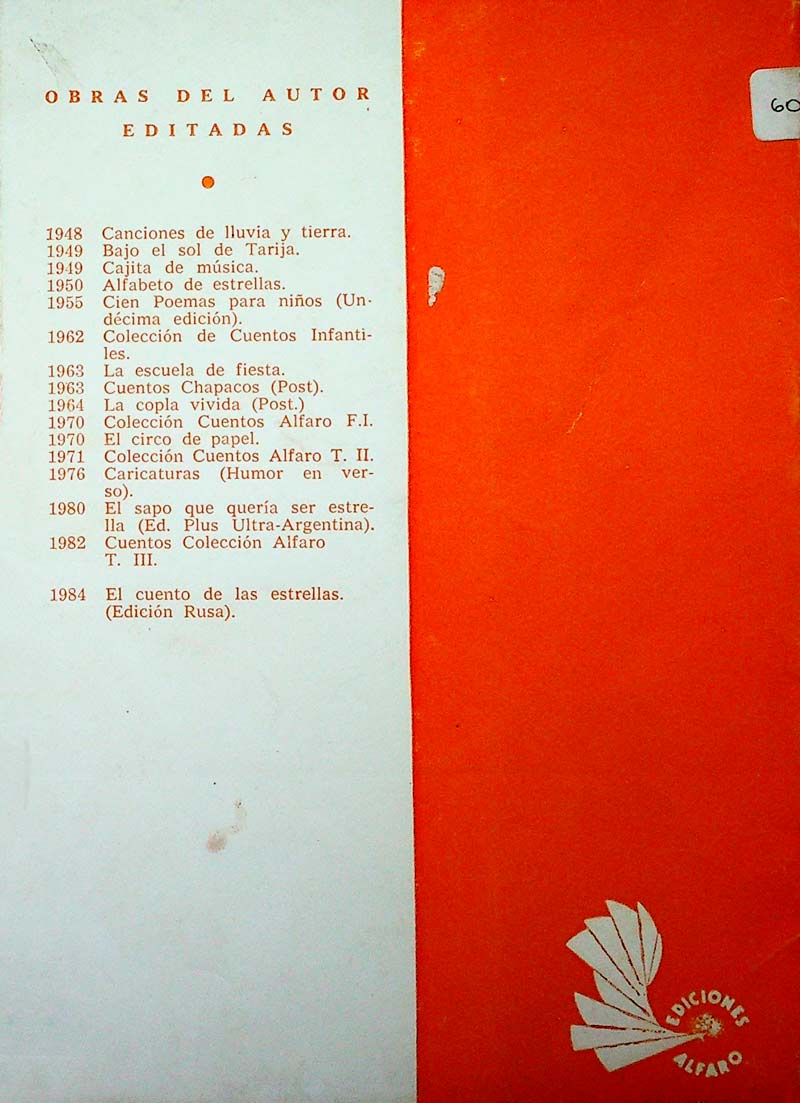 OBRAS DEL AUTOR
EDITADAS
1948 Canciones de lluvia y tierra.
1949 Bajo el sol de Tarija.
1949 Cajita de música.
1950 Alfabeto de estrellas.
1955 Cien Poemas para niños (Un-
décima edición).
1962 Colección de Cuentos Infanti-
les.
1963 La escuela de fiesta.
1963 Cuentos Chapacos (Post).
1964 La copla vivida (Post.)
1970 Colección Cuentos Alfaro F.I.
1970 El circo de papel.
1971 Colección Cuentos Alfaro T. II.
1976 Caricaturas (Humor en ver-
so).
1980 El sapo que quería ser estre-
lla (Ed. Plus Ultra-Argentina).
1982 Cuentos Colección Alfaro
T. III.
1984 El cuento de las estrellas.
(Edición Rusa).
60
EDICIONES
ALFARO